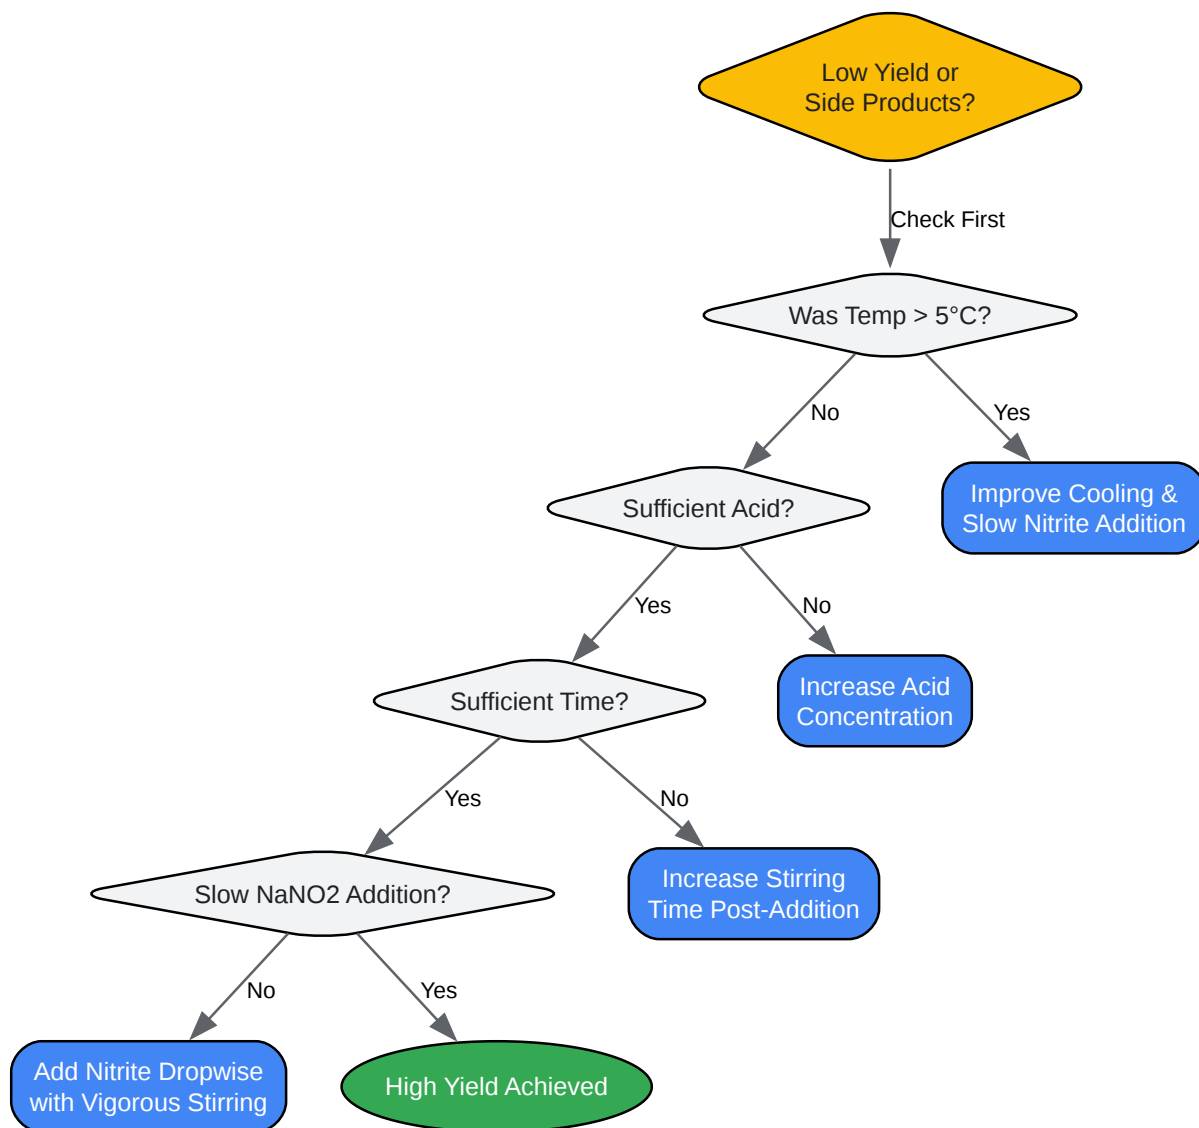 Low Yield or
Side Products?
Check First
Was Temp > 5°C?
No
Yes
Improve Cooling &
Slow Nitrite Addition
Sufficient Acid?
Yes
No
Increase Acid
Concentration
Sufficient Time?
Yes
No
Increase Stirring
Time Post-Addition
Slow NaNO2 Addition?
No
Yes
Add Nitrite Dropwise
with Vigorous Stirring
High Yield Achieved